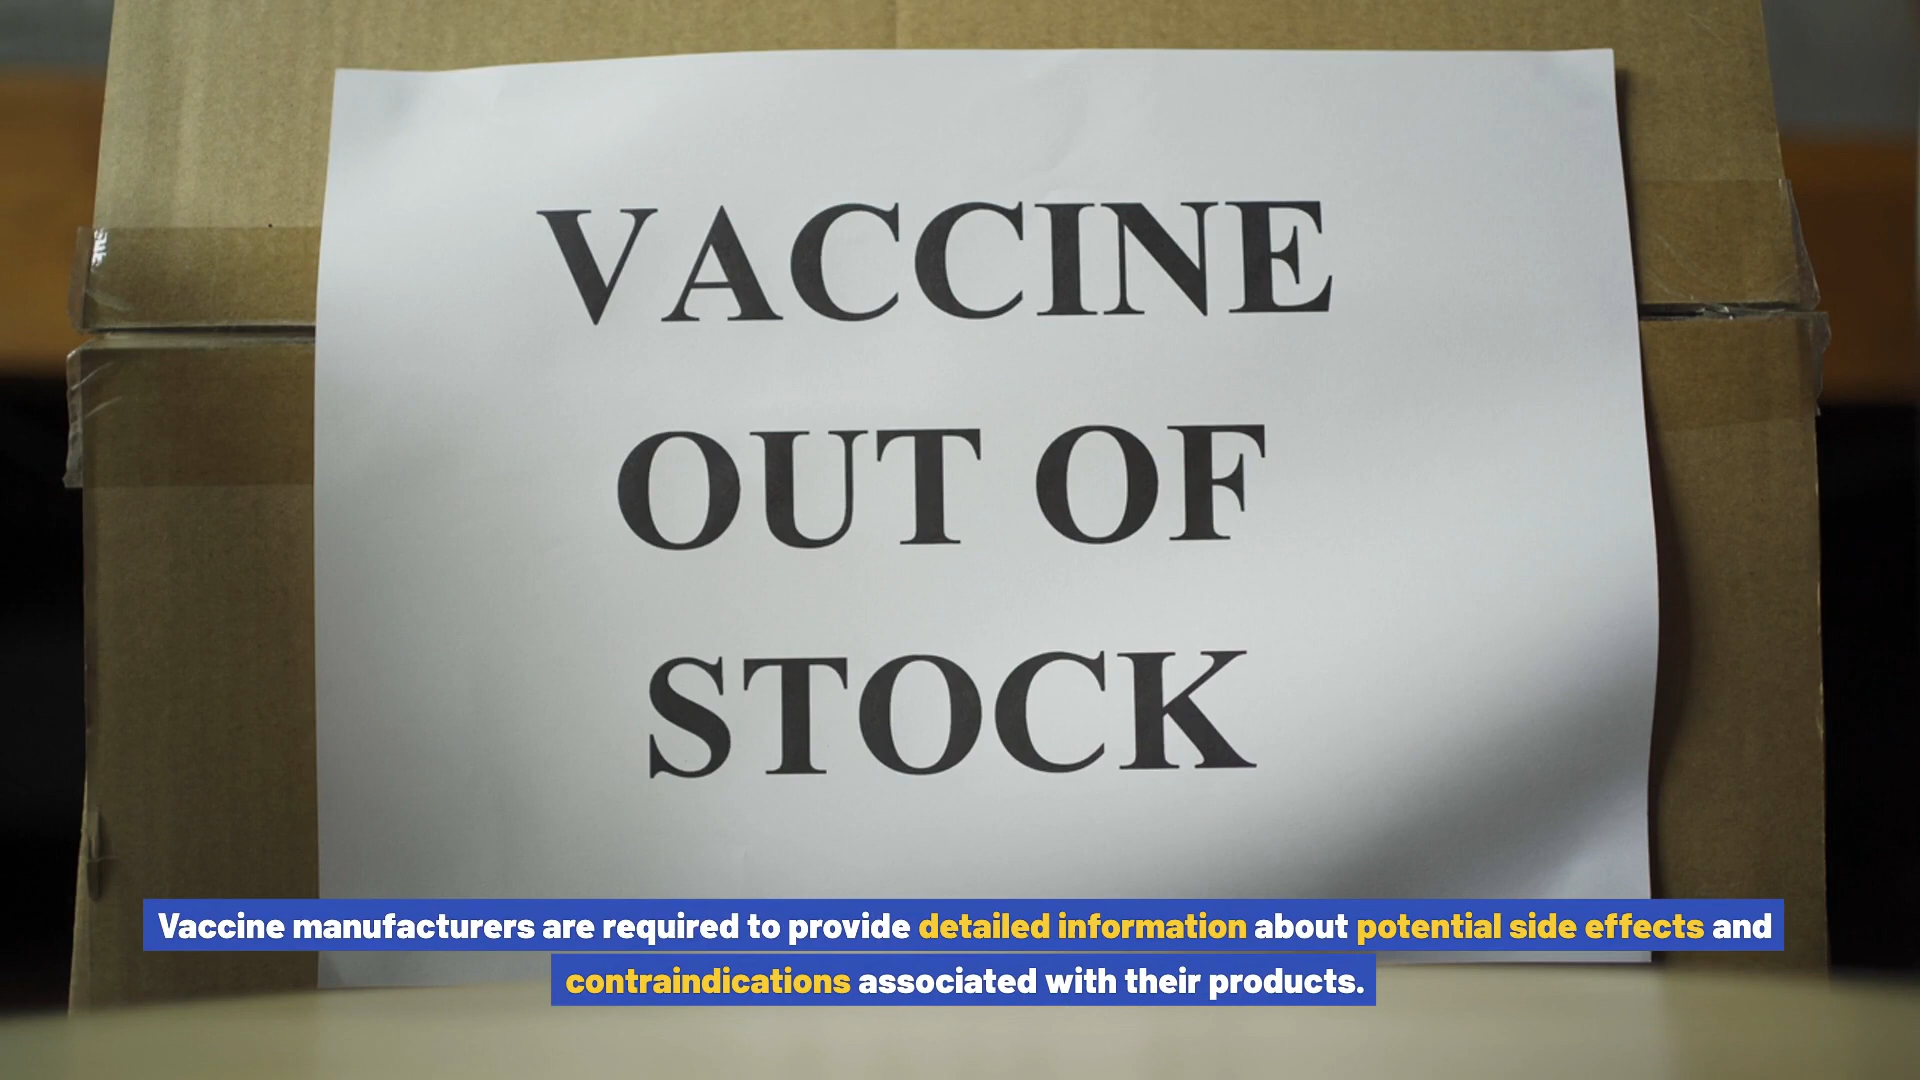 VACCINE
OUT OF
STOCK
Vaccine manufacturers are required to provide detailed information about potential side effects and
contraindications associated with their products.